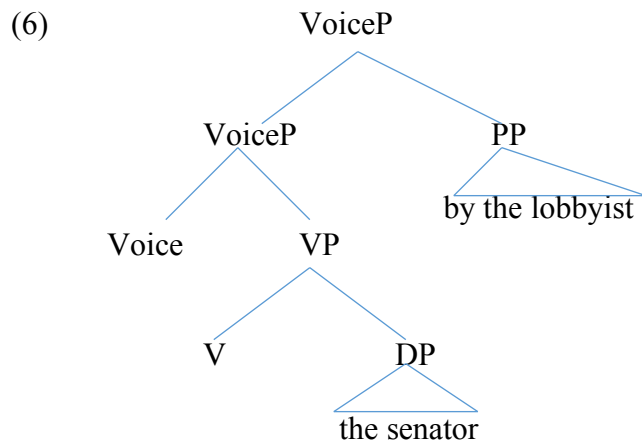 (6) VoiceP
VoiceP PP
by the lobbyist
Voice VP
V DP
the senator